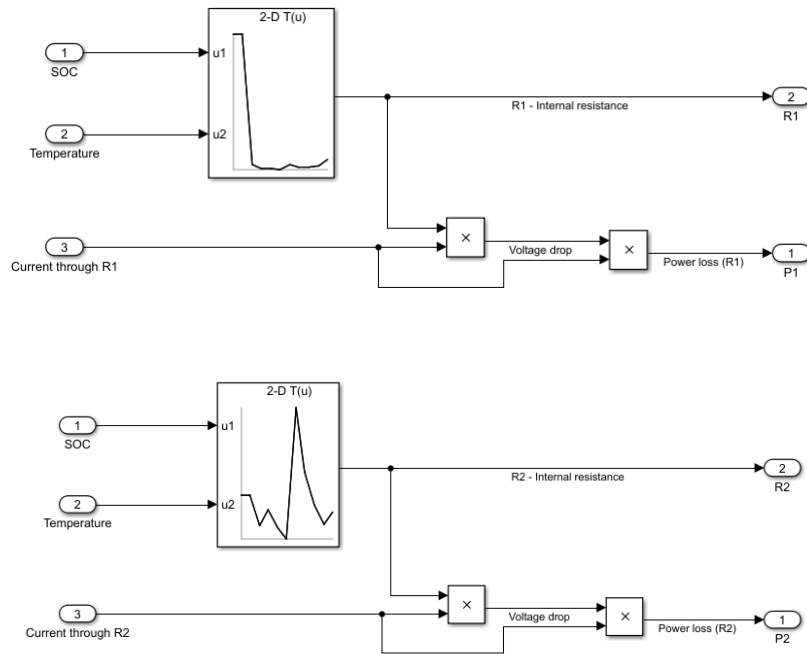 2-D T(u)
1
u1
SOC
2
R1 - Internal resistance
R1
2
u2
Temperature
×
3
Voltage drop
×
1
Current through R1
Power loss (R1)
P1
2-D T(u)
1
u1
SOC
2
R2 - Internal resistance
R2
2
u2
Temperature
×
3
Voltage drop
×
1
Current through R2
Power loss (R2)
P2